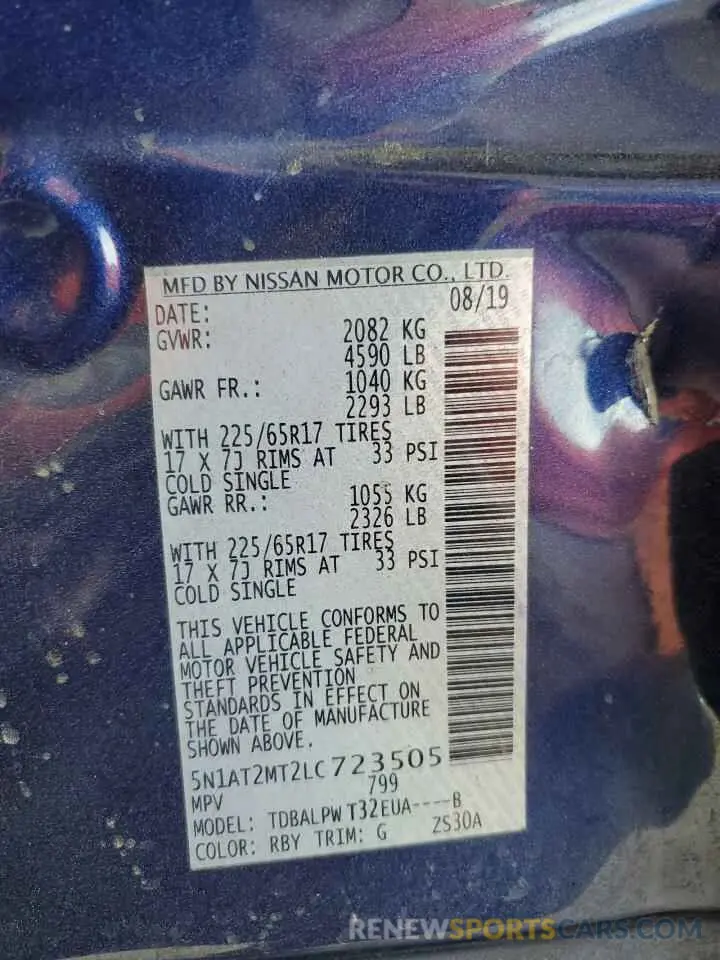 MFD BY NISSAN MOTOR CO., LTD.
DATE: 08/19
GVWR: 2082 KG
4590 LB
GAWR FR.: 1040 KG
2293 LB
WITH 225/65R17 TIRES
17 X 7J RIMS AT 33 PSI
COLD SINGLE
GAWR RR.: 1055 KG
2326 LB
WITH 225/65R17 TIRES
17 X 7J RIMS AT 33 PSI
COLD SINGLE
THIS VEHICLE CONFORMS TO
ALL APPLICABLE FEDERAL
MOTOR VEHICLE SAFETY AND
THEFT PREVENTION
STANDARDS IN EFFECT ON
THE DATE OF MANUFACTURE
SHOWN ABOVE.
5N1AT2MT2LC723505
MPV 799
MODEL: TDBALPW T32EUA----B
COLOR: RBY TRIM: G 2S30A
RENEWSPORTSCARS.COM